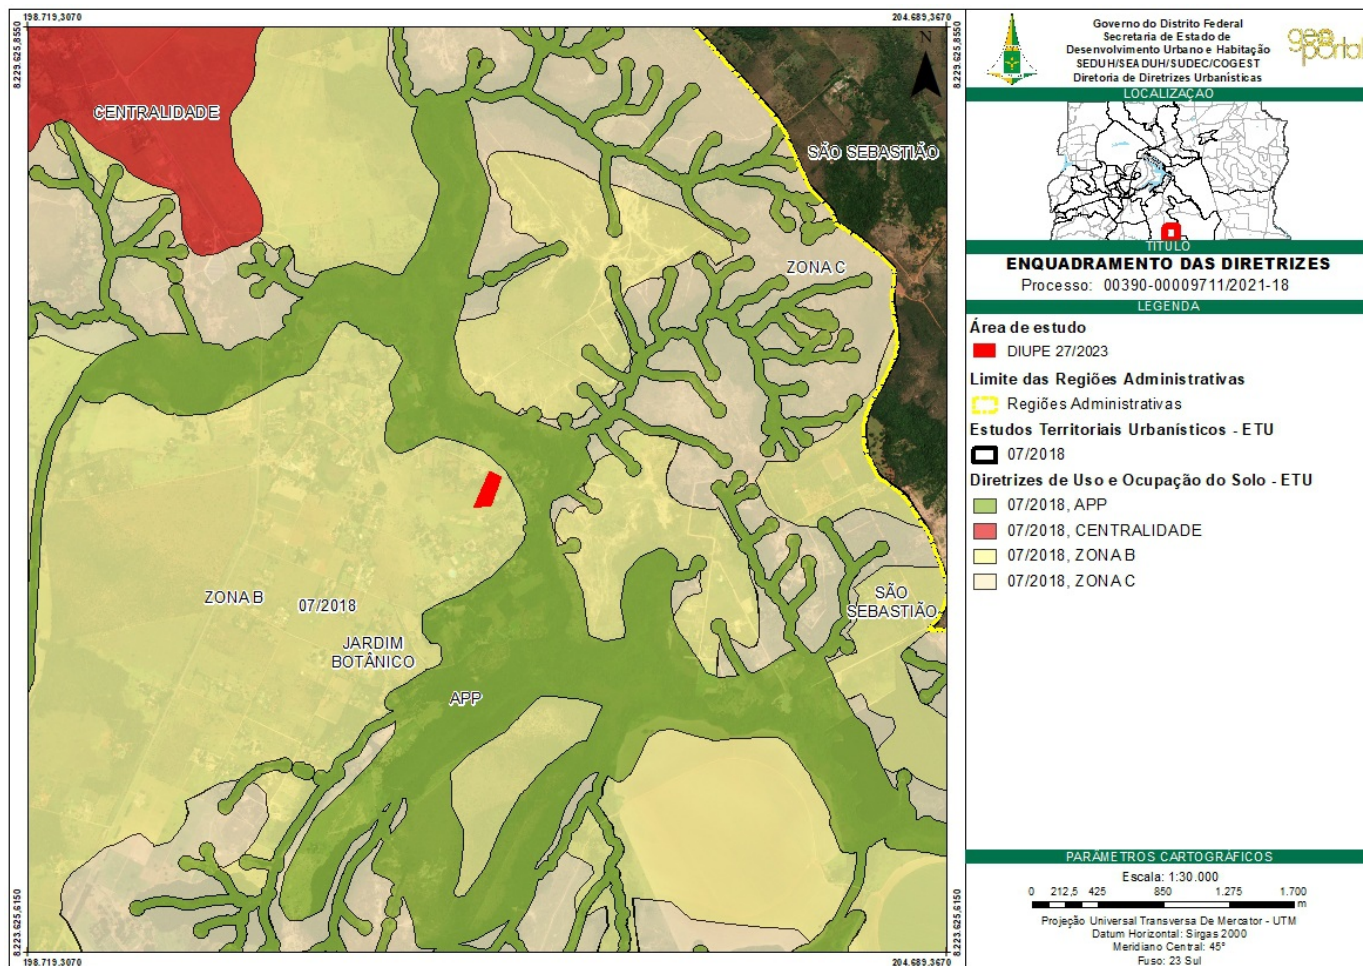 198.719,3070
204.689,3670
8.229.625,8550
8.229.625,8550
N
CENTRALIDADE
SÃO SEBASTIÃO
ZONA C
ZONA B
07/2018
JARDIM
BOTÂNICO
APP
SÃO
SEBASTIÃO
8.223.625,6150
8.223.625,6150
198.719,3070
204.689,3670
Governo do Distrito Federal
Secretaria de Estado de
Desenvolvimento Urbano e Habitação
SEDUH/SEADUH/SUDEC/COGEST
Diretoria de Diretrizes Urbanísticas
geo
portal
LOCALIZAÇÃO
TÍTULO
ENQUADRAMENTO DAS DIRETRIZES
Processo: 00390-00009711/2021-18
LEGENDA
Área de estudo
DIUPE 27/2023
Limite das Regiões Administrativas
Regiões Administrativas
Estudos Territoriais Urbanísticos - ETU
07/2018
Diretrizes de Uso e Ocupação do Solo - ETU
07/2018, APP
07/2018, CENTRALIDADE
07/2018, ZONA B
07/2018, ZONA C
PARÂMETROS CARTOGRÁFICOS
Escala: 1:30.000
0 212,5 425 850 1.275 1.700
m
Projeção Universal Transversa De Mercator - UTM
Datum Horizontal: Sirgas 2000
Meridiano Central: 45°
Fuso: 23 Sul